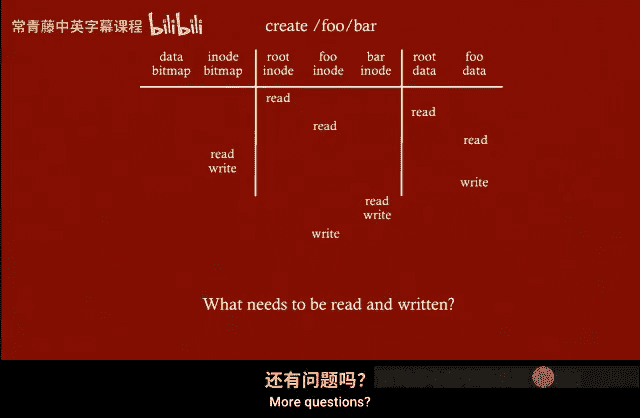 常青藤中英字幕课程 bilibili
create /foo/bar
data inode root foo bar root foo
bitmap bitmap inode inode inode data data
read
read
read
read
read
write
write
read
write
write
What needs to be read and written?
还有问题吗?
More questions?